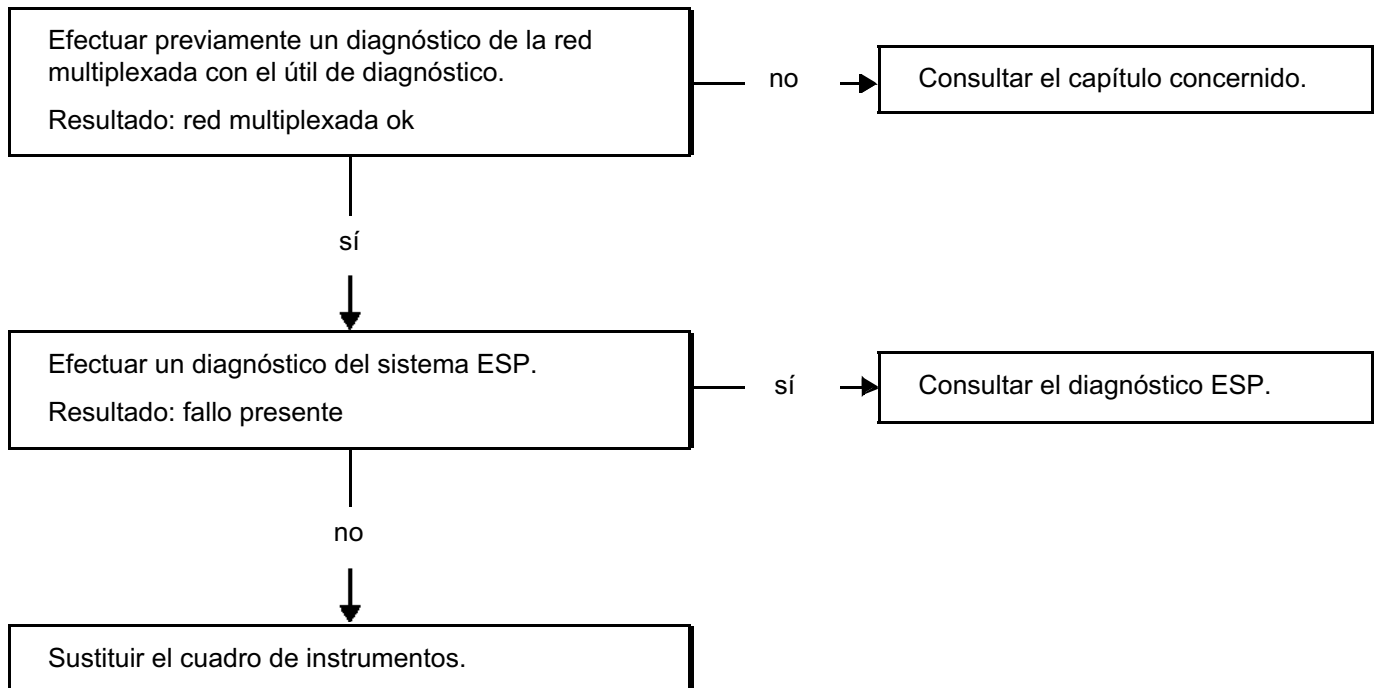 Efectuar previamente un diagnóstico de la red
multiplexada con el útil de diagnóstico.
Resultado: red multiplexada ok
no
Consultar el capítulo concernido.
sí
Efectuar un diagnóstico del sistema ESP.
Resultado: fallo presente
sí
Consultar el diagnóstico ESP.
no
Sustituir el cuadro de instrumentos.